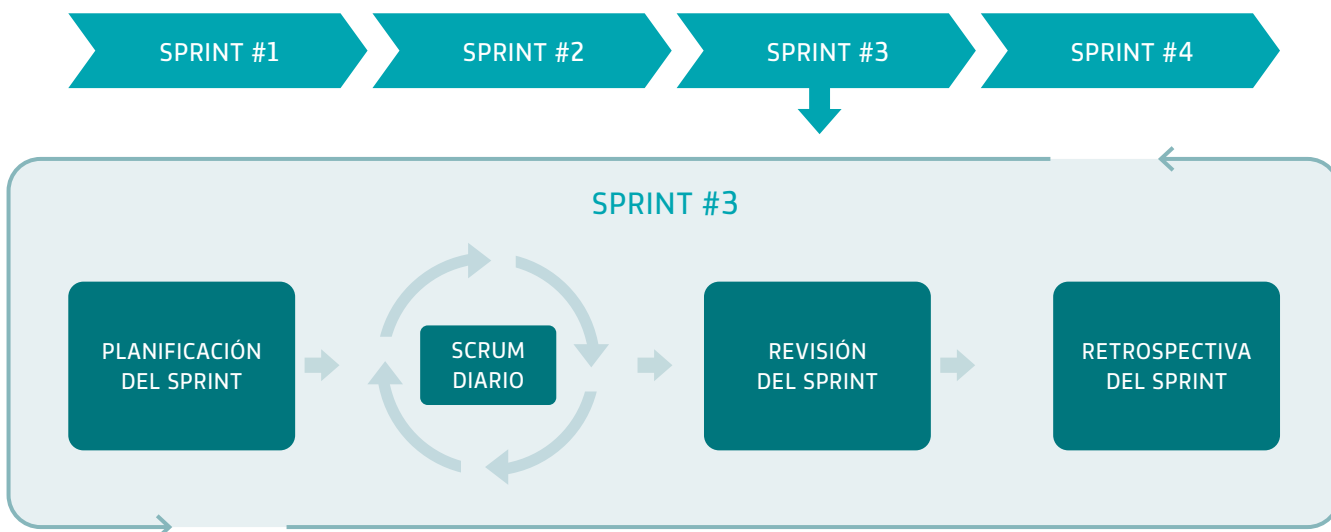 SPRINT #1
SPRINT #2
SPRINT #3
SPRINT #4
SPRINT #3
PLANIFICACIÓN
DEL SPRINT
SCRUM
DIARIO
REVISIÓN
DEL SPRINT
RETROSPECTIVA
DEL SPRINT